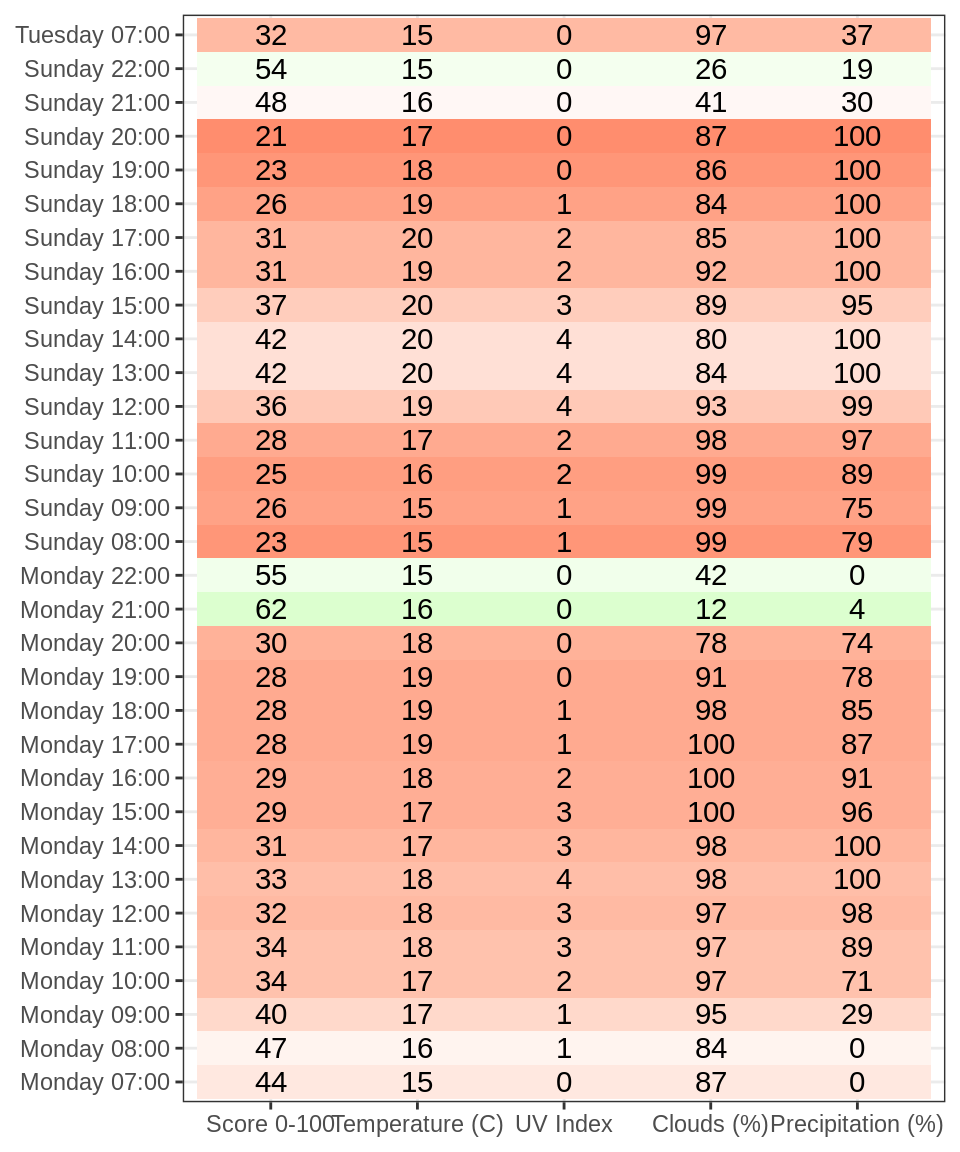 Tuesday 07:00 32 15 0 97 37
Sunday 22:00 54 15 0 26 19
Sunday 21:00 48 16 0 41 30
Sunday 20:00 21 17 0 87 100
Sunday 19:00 23 18 0 86 100
Sunday 18:00 26 19 1 84 100
Sunday 17:00 31 20 2 85 100
Sunday 16:00 31 19 2 92 100
Sunday 15:00 37 20 3 89 95
Sunday 14:00 42 20 4 80 100
Sunday 13:00 42 20 4 84 100
Sunday 12:00 36 19 4 93 99
Sunday 11:00 28 17 2 98 97
Sunday 10:00 25 16 2 99 89
Sunday 09:00 26 15 1 99 75
Sunday 08:00 23 15 1 99 79
Monday 22:00 55 15 0 42 0
Monday 21:00 62 16 0 12 4
Monday 20:00 30 18 0 78 74
Monday 19:00 28 19 0 91 78
Monday 18:00 28 19 1 98 85
Monday 17:00 28 19 1 100 87
Monday 16:00 29 18 2 100 91
Monday 15:00 29 17 3 100 96
Monday 14:00 31 17 3 98 100
Monday 13:00 33 18 4 98 100
Monday 12:00 32 18 3 97 98
Monday 11:00 34 18 3 97 89
Monday 10:00 34 17 2 97 71
Monday 09:00 40 17 1 95 29
Monday 08:00 47 16 1 84 0
Monday 07:00 44 15 0 87 0
Score 0-100 Temperature (C) UV Index Clouds (%) Precipitation (%)